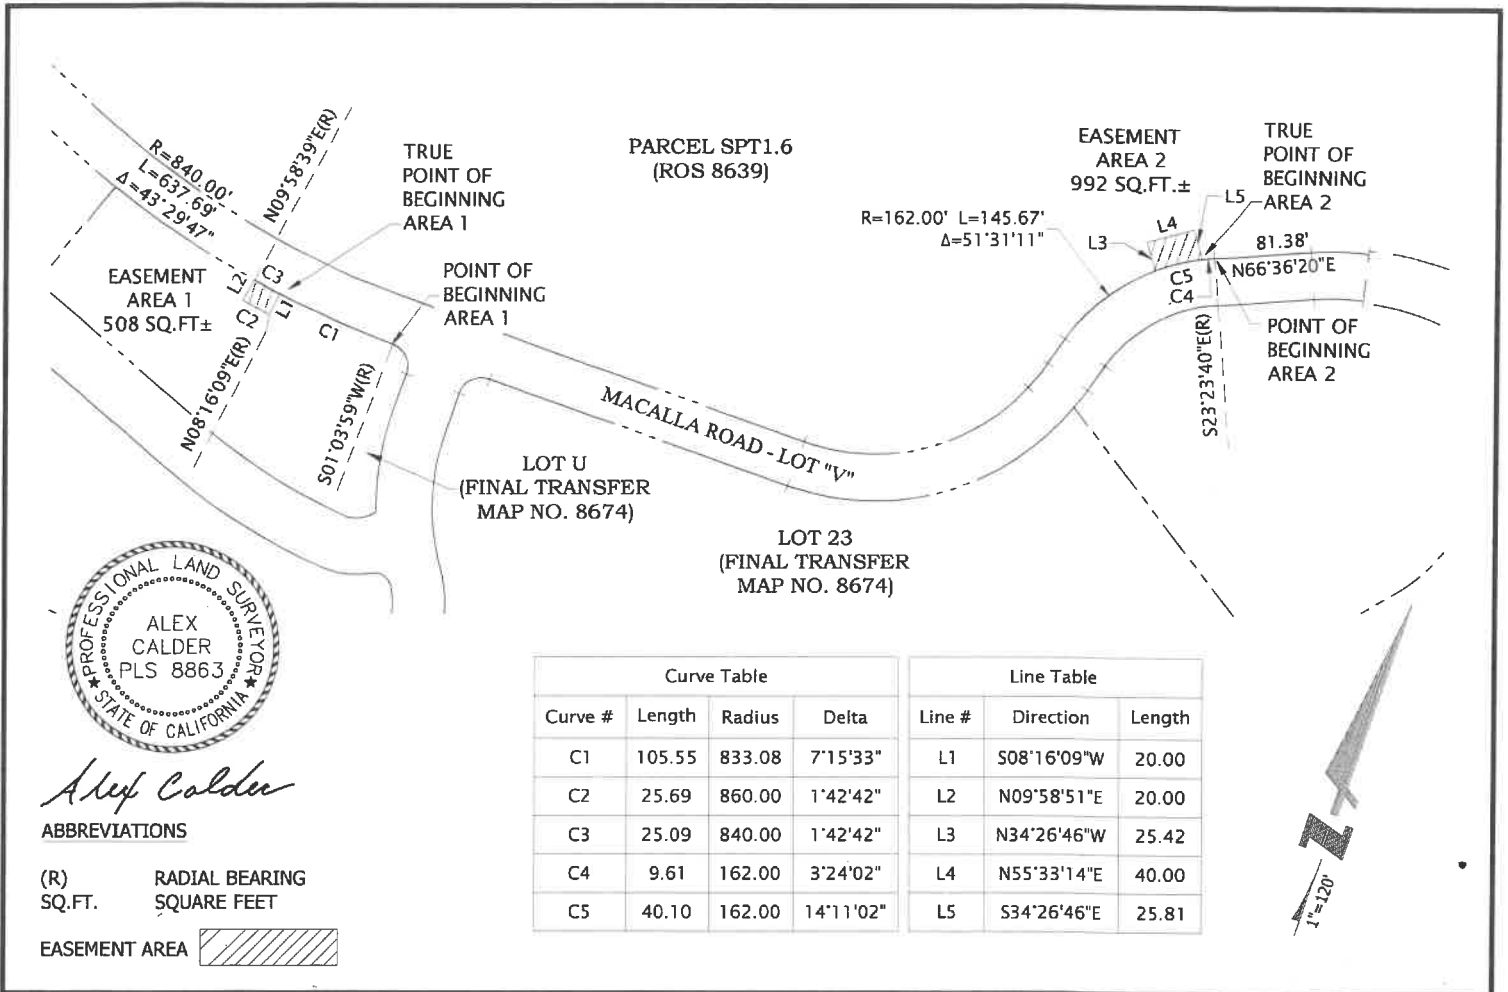 R=840.00'
L=637.69'
Δ=43°29'47"
N09°58'39"E(R)
TRUE
POINT OF
BEGINNING
AREA 1
PARCEL SPT1.6
(ROS 8639)
EASEMENT
AREA 2
992 SQ.FT.±
TRUE
POINT OF
BEGINNING
AREA 2
R=162.00' L=145.67'
Δ=51°31'11"
L3
L4
L5
81.38'
N66°36'20"E
C5
C4
S23°23'40"E(R)
POINT OF
BEGINNING
AREA 2
EASEMENT
AREA 1
508 SQ.FT±
L2
C3
C2
L1
C1
POINT OF
BEGINNING
AREA 1
N08°16'09"E(R)
S01°03'59"W(R)
MACALLA ROAD - LOT "V"
LOT U
(FINAL TRANSFER
MAP NO. 8674)
LOT 23
(FINAL TRANSFER
MAP NO. 8674)
PROFESSIONAL LAND SURVEYOR
ALEX
CALDER
PLS 8863
STATE OF CALIFORNIA
Alex Calder
ABBREVIATIONS
(R) RADIAL BEARING
SQ.FT. SQUARE FEET
EASEMENT AREA
Curve Table
Curve # Length Radius Delta
C1 105.55 833.08 7°15'33"
C2 25.69 860.00 1°42'42"
C3 25.09 840.00 1°42'42"
C4 9.61 162.00 3°24'02"
C5 40.10 162.00 14°11'02"
Line Table
Line # Direction Length
L1 S08°16'09"W 20.00
L2 N09°58'51"E 20.00
L3 N34°26'46"W 25.42
L4 N55°33'14"E 40.00
L5 S34°26'46"E 25.81
N
1"=120'